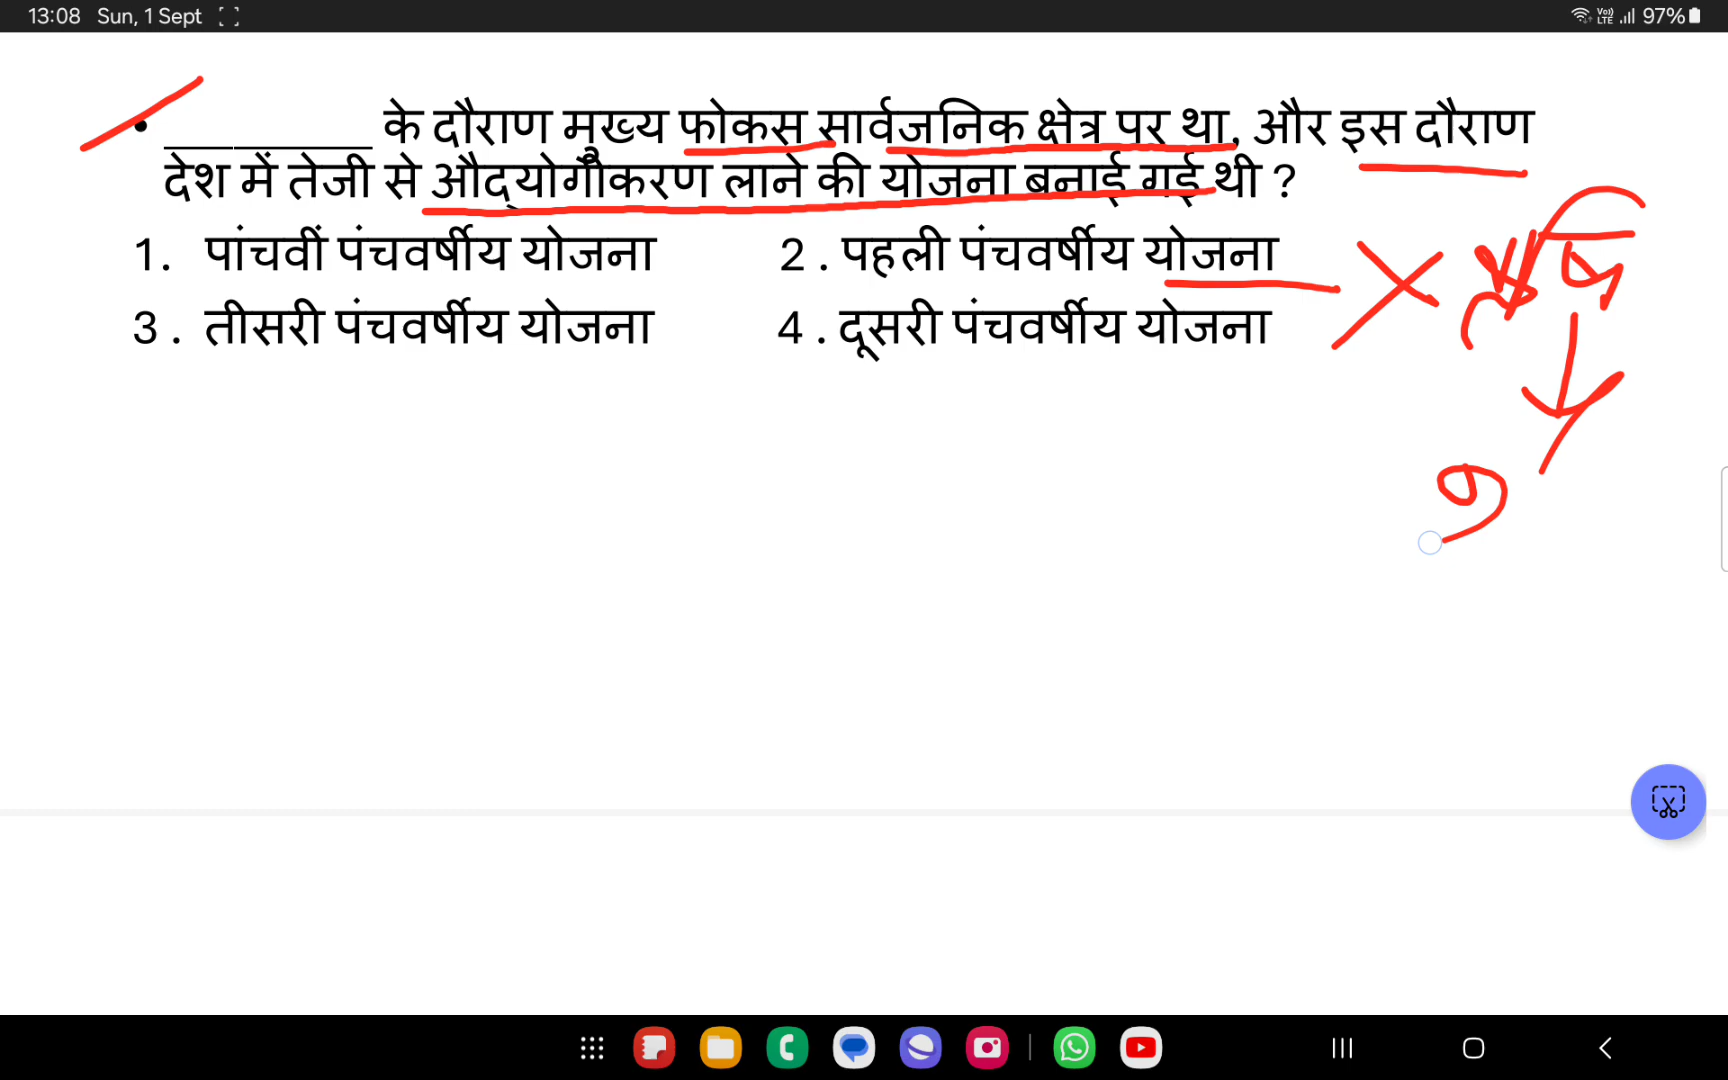 13:08 Sun, 1 Sept 97%
• ________ के दौराण मुख्य फोकस सार्वजनिक क्षेत्र पर था, और इस दौराण
देश में तेजी से औद्योगीकरण लाने की योजना बनाई गई थी ?
1. पांचवीं पंचवर्षीय योजना 2 . पहली पंचवर्षीय योजना
3 . तीसरी पंचवर्षीय योजना 4 . दूसरी पंचवर्षीय योजना